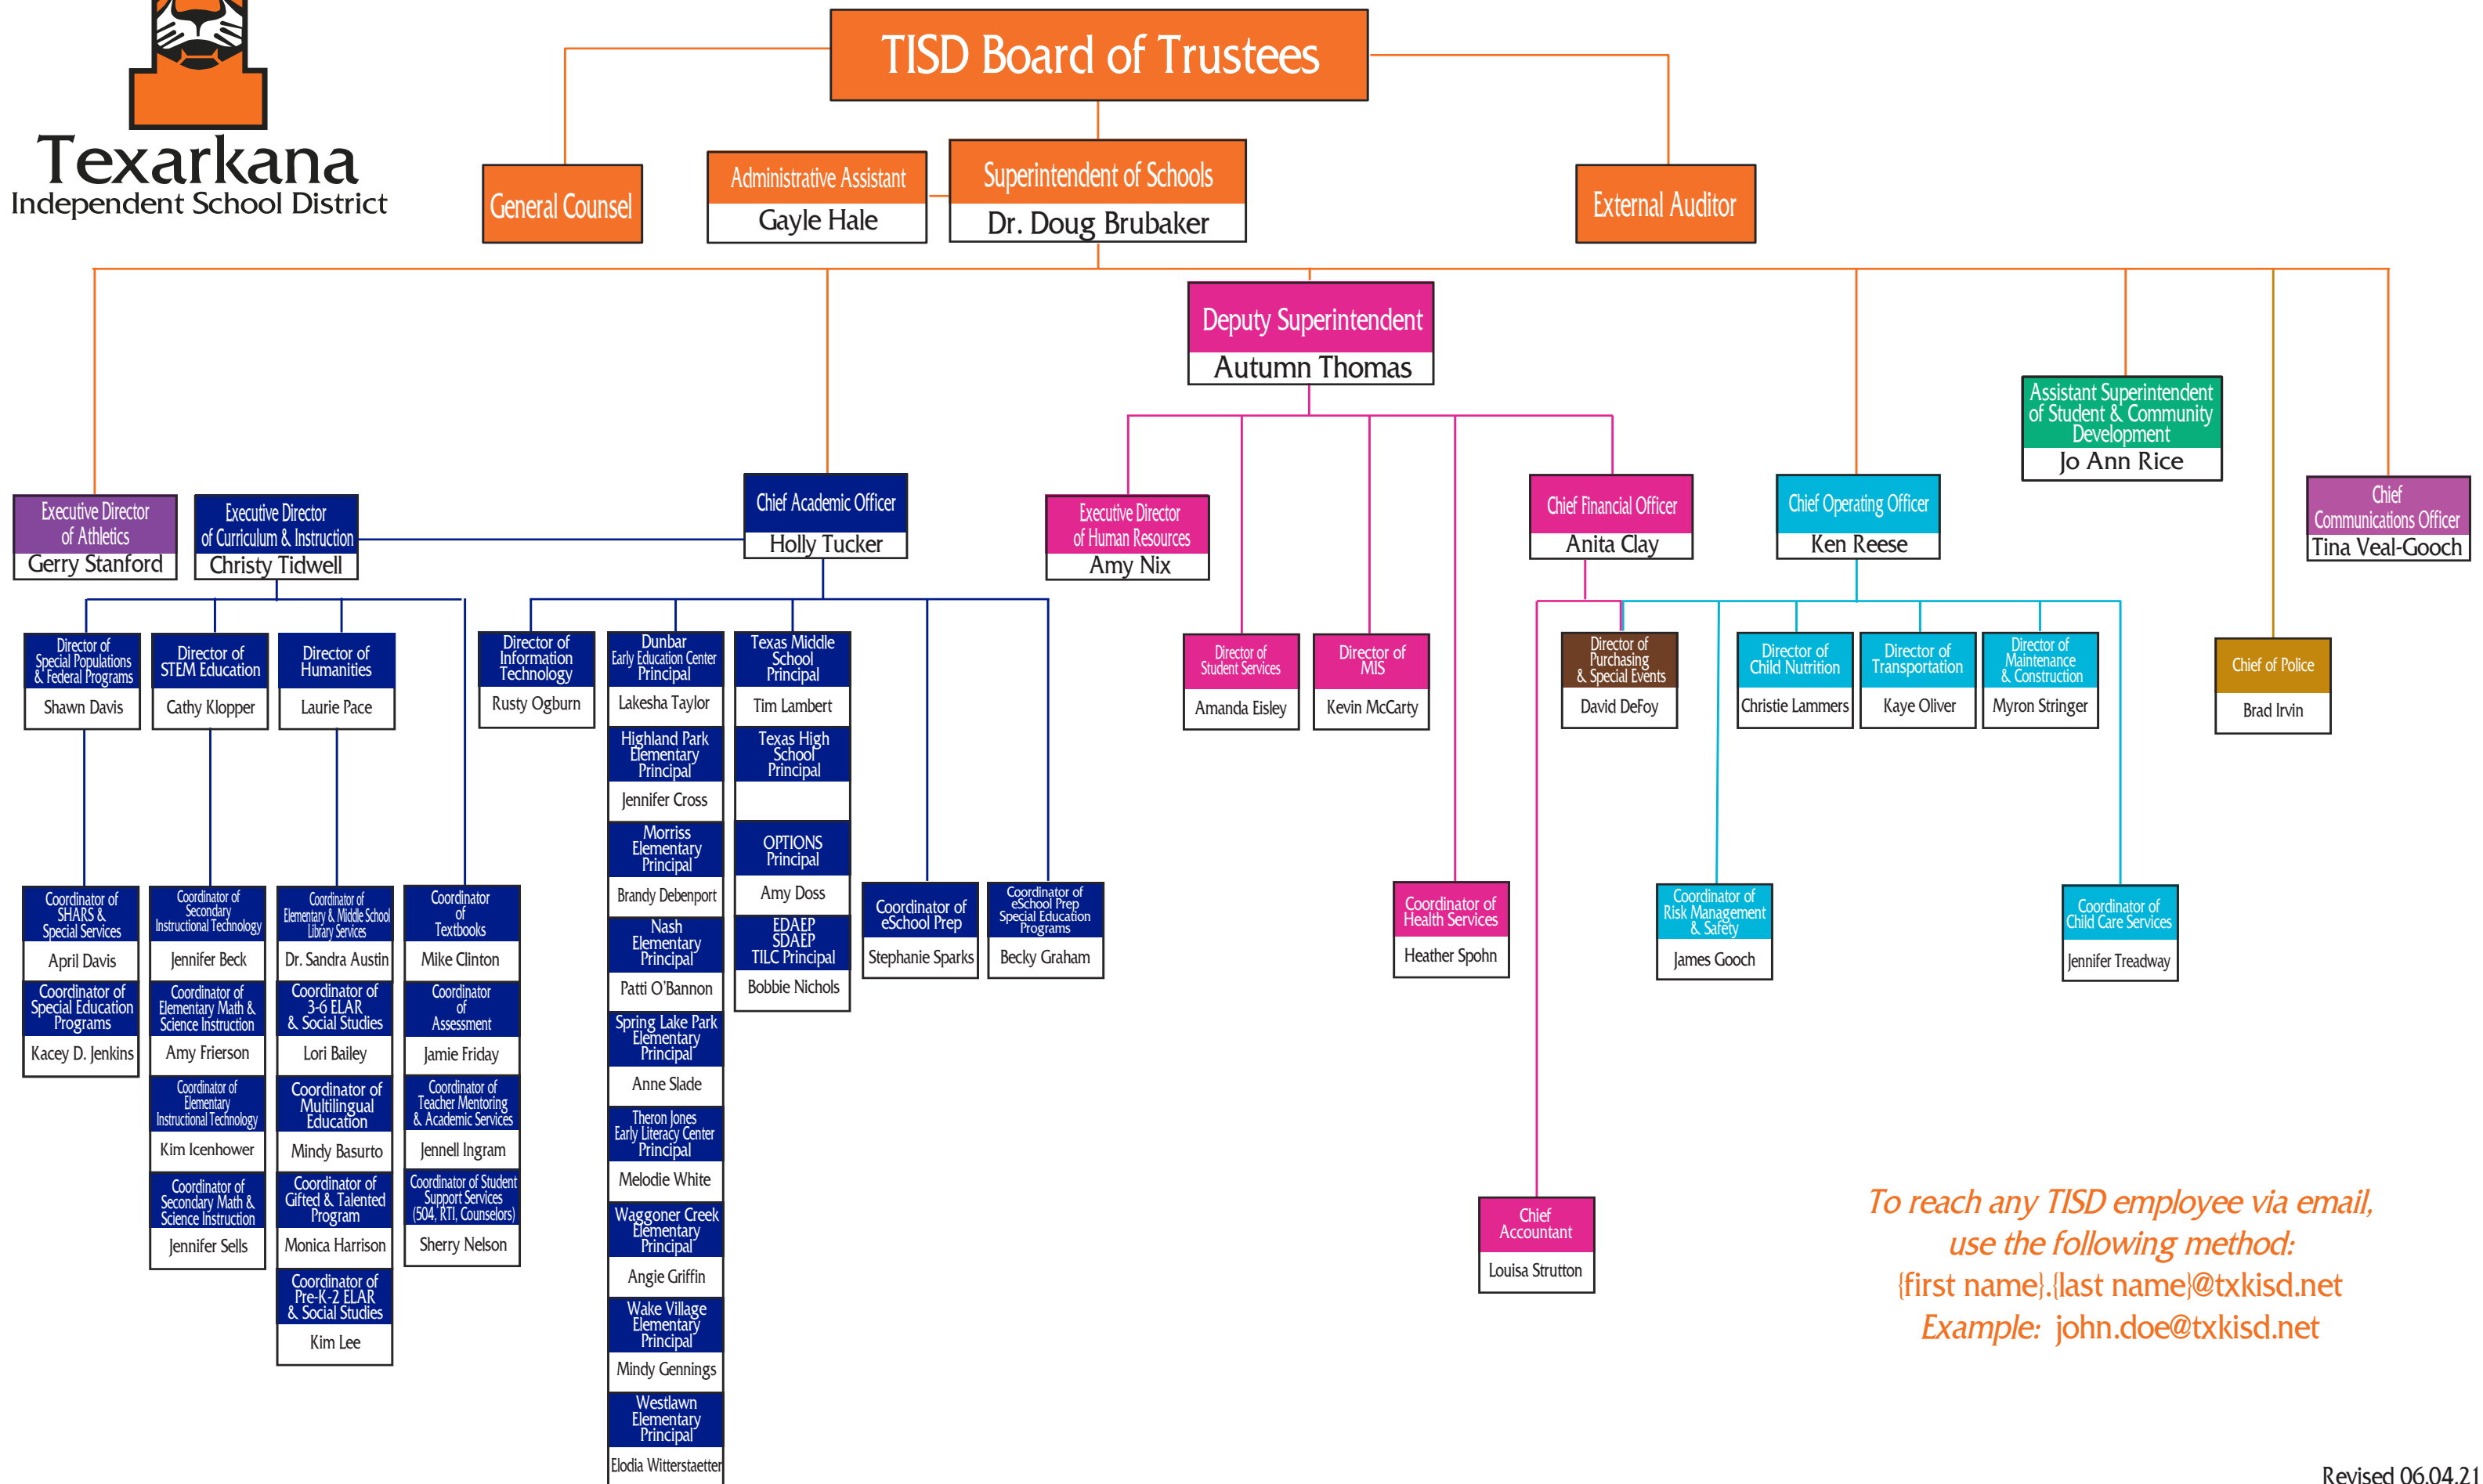 TISD Board of Trustees
Texarkana
Independent School District
General Counsel
Administrative Assistant
Gayle Hale
Superintendent of Schools
Dr. Doug Brubaker
External Auditor
Deputy Superintendent
Autumn Thomas
Assistant Superintendent
of Student & Community
Development
Jo Ann Rice
Executive Director
of Athletics
Gerry Stanford
Executive Director
of Curriculum & Instruction
Christy Tidwell
Chief Academic Officer
Holly Tucker
Executive Director
of Human Resources
Amy Nix
Chief Financial Officer
Anita Clay
Chief Operating Officer
Ken Reese
Chief
Communications Officer
Tina Veal-Gooch
Director of
Special Populations
& Federal Programs
Shawn Davis
Director of
STEM Education
Cathy Klopper
Director of
Humanities
Laurie Pace
Director of
Information
Technology
Rusty Ogburn
Dunbar
Early Education Center
Principal
Lakesha Taylor
Texas Middle
School
Principal
Tim Lambert
Director of
Student Services
Amanda Eisley
Director of
MIS
Kevin McCarty
Director of
Purchasing
& Special Events
David DeFoy
Director of
Child Nutrition
Christie Lammers
Director of
Transportation
Kaye Oliver
Director of
Maintenance
& Construction
Myron Stringer
Chief of Police
Brad Irvin
Highland Park
Elementary
Principal
Jennifer Cross
Texas High
School
Principal
Morriss
Elementary
Principal
Brandy Debenport
OPTIONS
Principal
Amy Doss
Nash
Elementary
Principal
Patti O'Bannon
EDAEP
SDAEP
TILC Principal
Bobbie Nichols
Spring Lake Park
Elementary
Principal
Anne Slade
Theron Jones
Early Literacy Center
Principal
Melodie White
Waggoner Creek
Elementary
Principal
Angie Griffin
Wake Village
Elementary
Principal
Mindy Gennings
Westlawn
Elementary
Principal
Elodia Witterstaetter
Coordinator of
SHARS &
Special Services
April Davis
Coordinator of
Special Education
Programs
Kacey D. Jenkins
Coordinator of
Secondary
Instructional Technology
Jennifer Beck
Coordinator of
Elementary Math &
Science Instruction
Amy Frierson
Coordinator of
Elementary
Instructional Technology
Kim Icenhower
Coordinator of
Secondary Math &
Science Instruction
Jennifer Sells
Coordinator of
Elementary & Middle School
Library Services
Dr. Sandra Austin
Coordinator of
3-6 ELAR
& Social Studies
Lori Bailey
Coordinator of
Multilingual
Education
Mindy Basurto
Coordinator of
Gifted & Talented
Program
Monica Harrison
Coordinator of
Pre-K-2 ELAR
& Social Studies
Kim Lee
Coordinator
of
Textbooks
Mike Clinton
Coordinator
of
Assessment
Jamie Friday
Coordinator of
Teacher Mentoring
& Academic Services
Jennell Ingram
Coordinator of Student
Support Services
(504, RTI, Counselors)
Sherry Nelson
Coordinator of
eSchool Prep
Stephanie Sparks
Coordinator of
eSchool Prep
Special Education
Programs
Becky Graham
Coordinator of
Health Services
Heather Spohn
Coordinator of
Risk Management
& Safety
James Gooch
Coordinator of
Child Care Services
Jennifer Treadway
Chief
Accountant
Louisa Strutton
To reach any TISD employee via email,
use the following method:
{first name}.{last name}@txkisd.net
Example: john.doe@txkisd.net
Revised 06.04.21